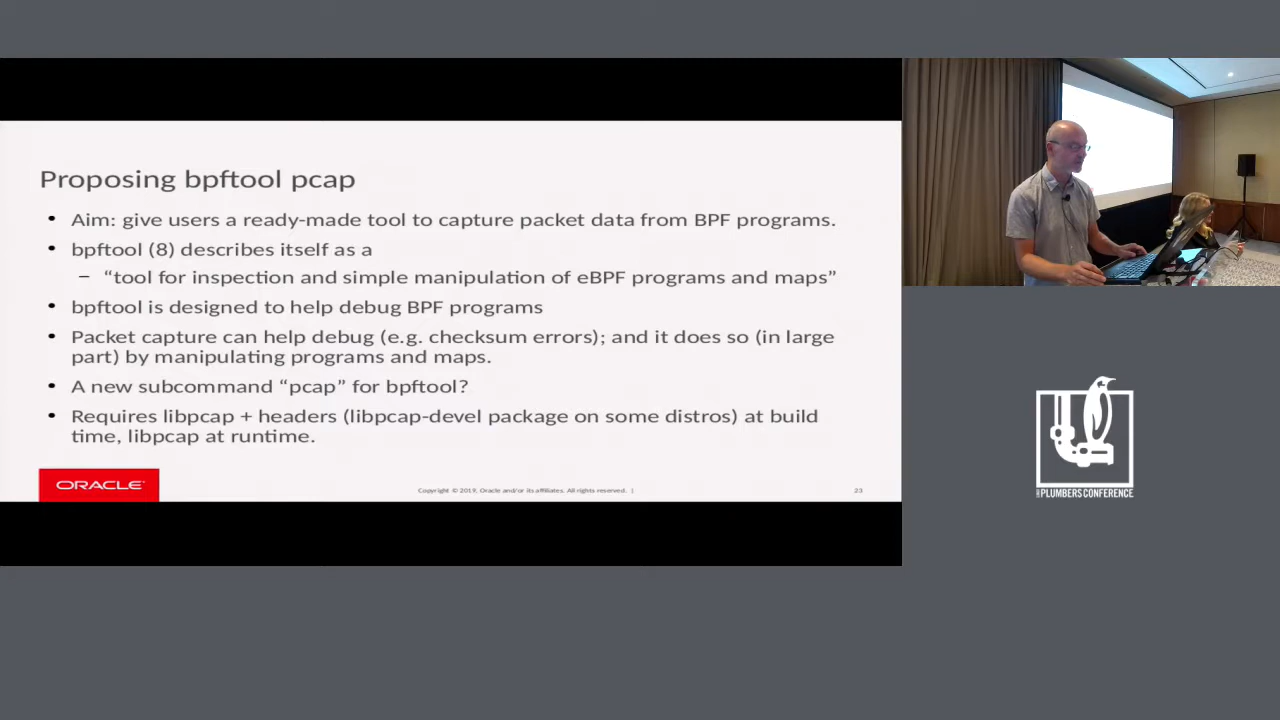 Proposing bpftool pcap
• Aim: give users a ready-made tool to capture packet data from BPF programs.
• bpftool (8) describes itself as a
– “tool for inspection and simple manipulation of eBPF programs and maps”
• bpftool is designed to help debug BPF programs
• Packet capture can help debug (e.g. checksum errors); and it does so (in large
part) by manipulating programs and maps.
• A new subcommand “pcap” for bpftool?
• Requires libpcap + headers (libpcap-devel package on some distros) at build
time, libpcap at runtime.
ORACLE
Copyright © 2019, Oracle and/or its affiliates. All rights reserved. |
23
PLUMBERS CONFERENCE